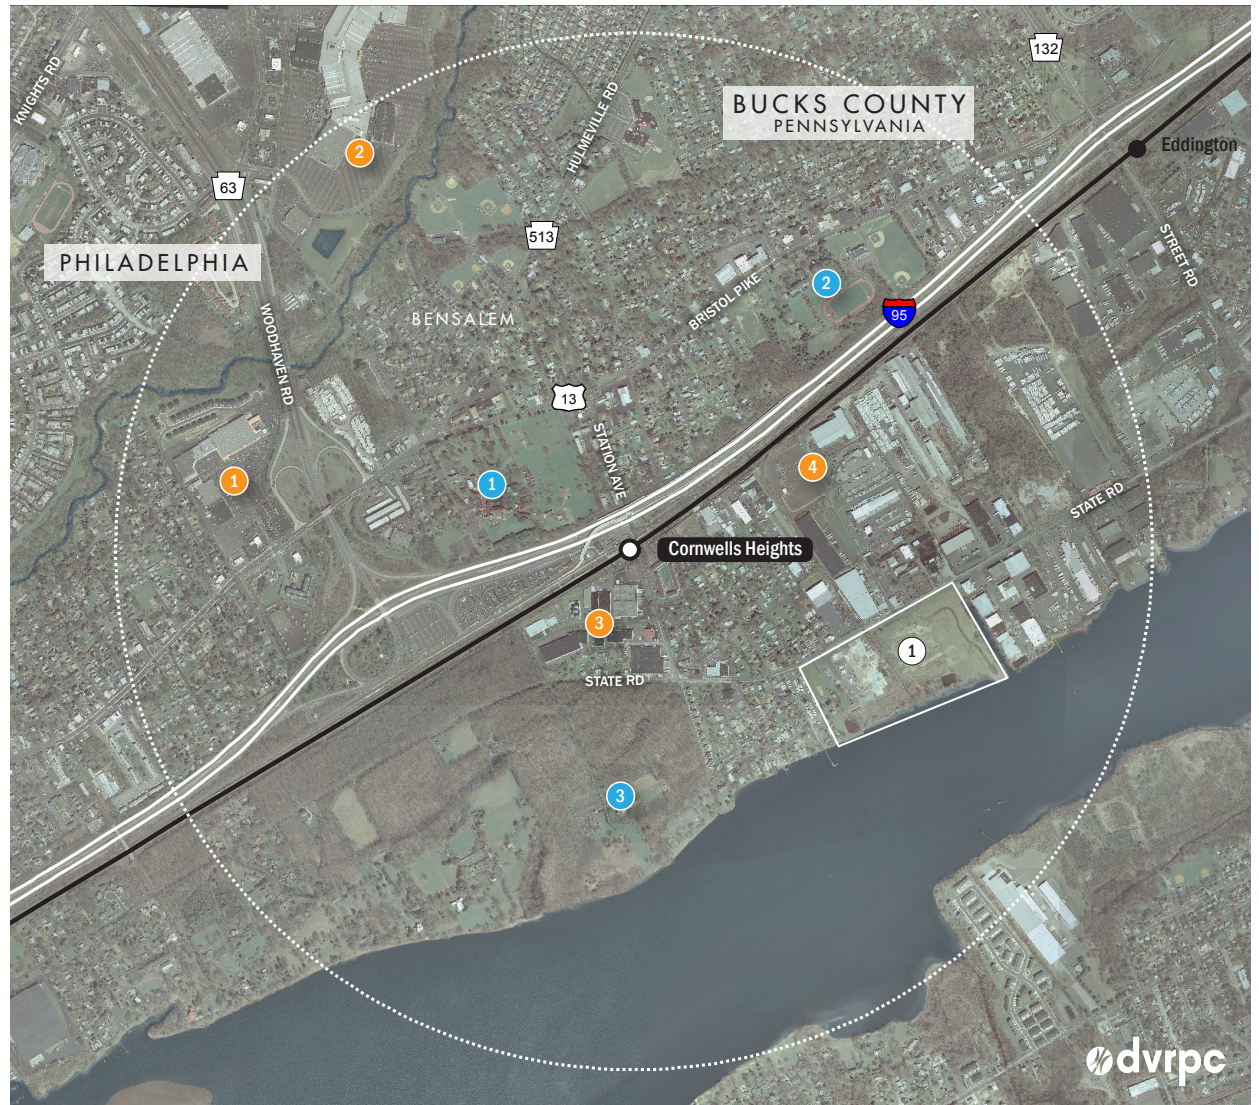 132
KNIGHTS RD
HULMEVILLE RD
BUCKS COUNTY
PENNSYLVANIA
Eddington
2
63
513
STREET RD
PHILADELPHIA
2
BRISTOL PIKE
95
WOODHAVEN RD
BENSALEM
13
STATION AVE
1
1
4
STATE RD
Cornwells Heights
3
1
STATE RD
3
dvrpc